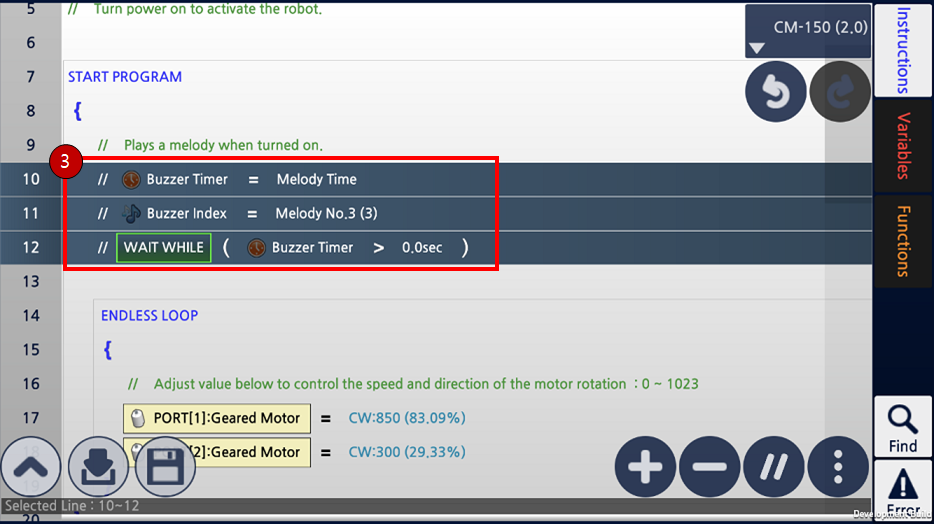 5 // Turn power on to activate the robot.
CM-150 (2.0)
6
7 START PROGRAM
8 {
9 // Plays a melody when turned on.
3
10 // Buzzer Timer = Melody Time
11 // Buzzer Index = Melody No.3 (3)
12 // WAIT WHILE ( Buzzer Timer > 0.0sec )
13
14 ENDLESS LOOP
15 {
16 // Adjust value below to control the speed and direction of the motor rotation : 0 ~ 1023
17 PORT[1]:Geared Motor = CW:850 (83.09%)
18 [2]:Geared Motor = CW:300 (29.33%)
19
20
Selected Line : 10~12
Instructions
Variables
Functions
Find
Error
Development Build